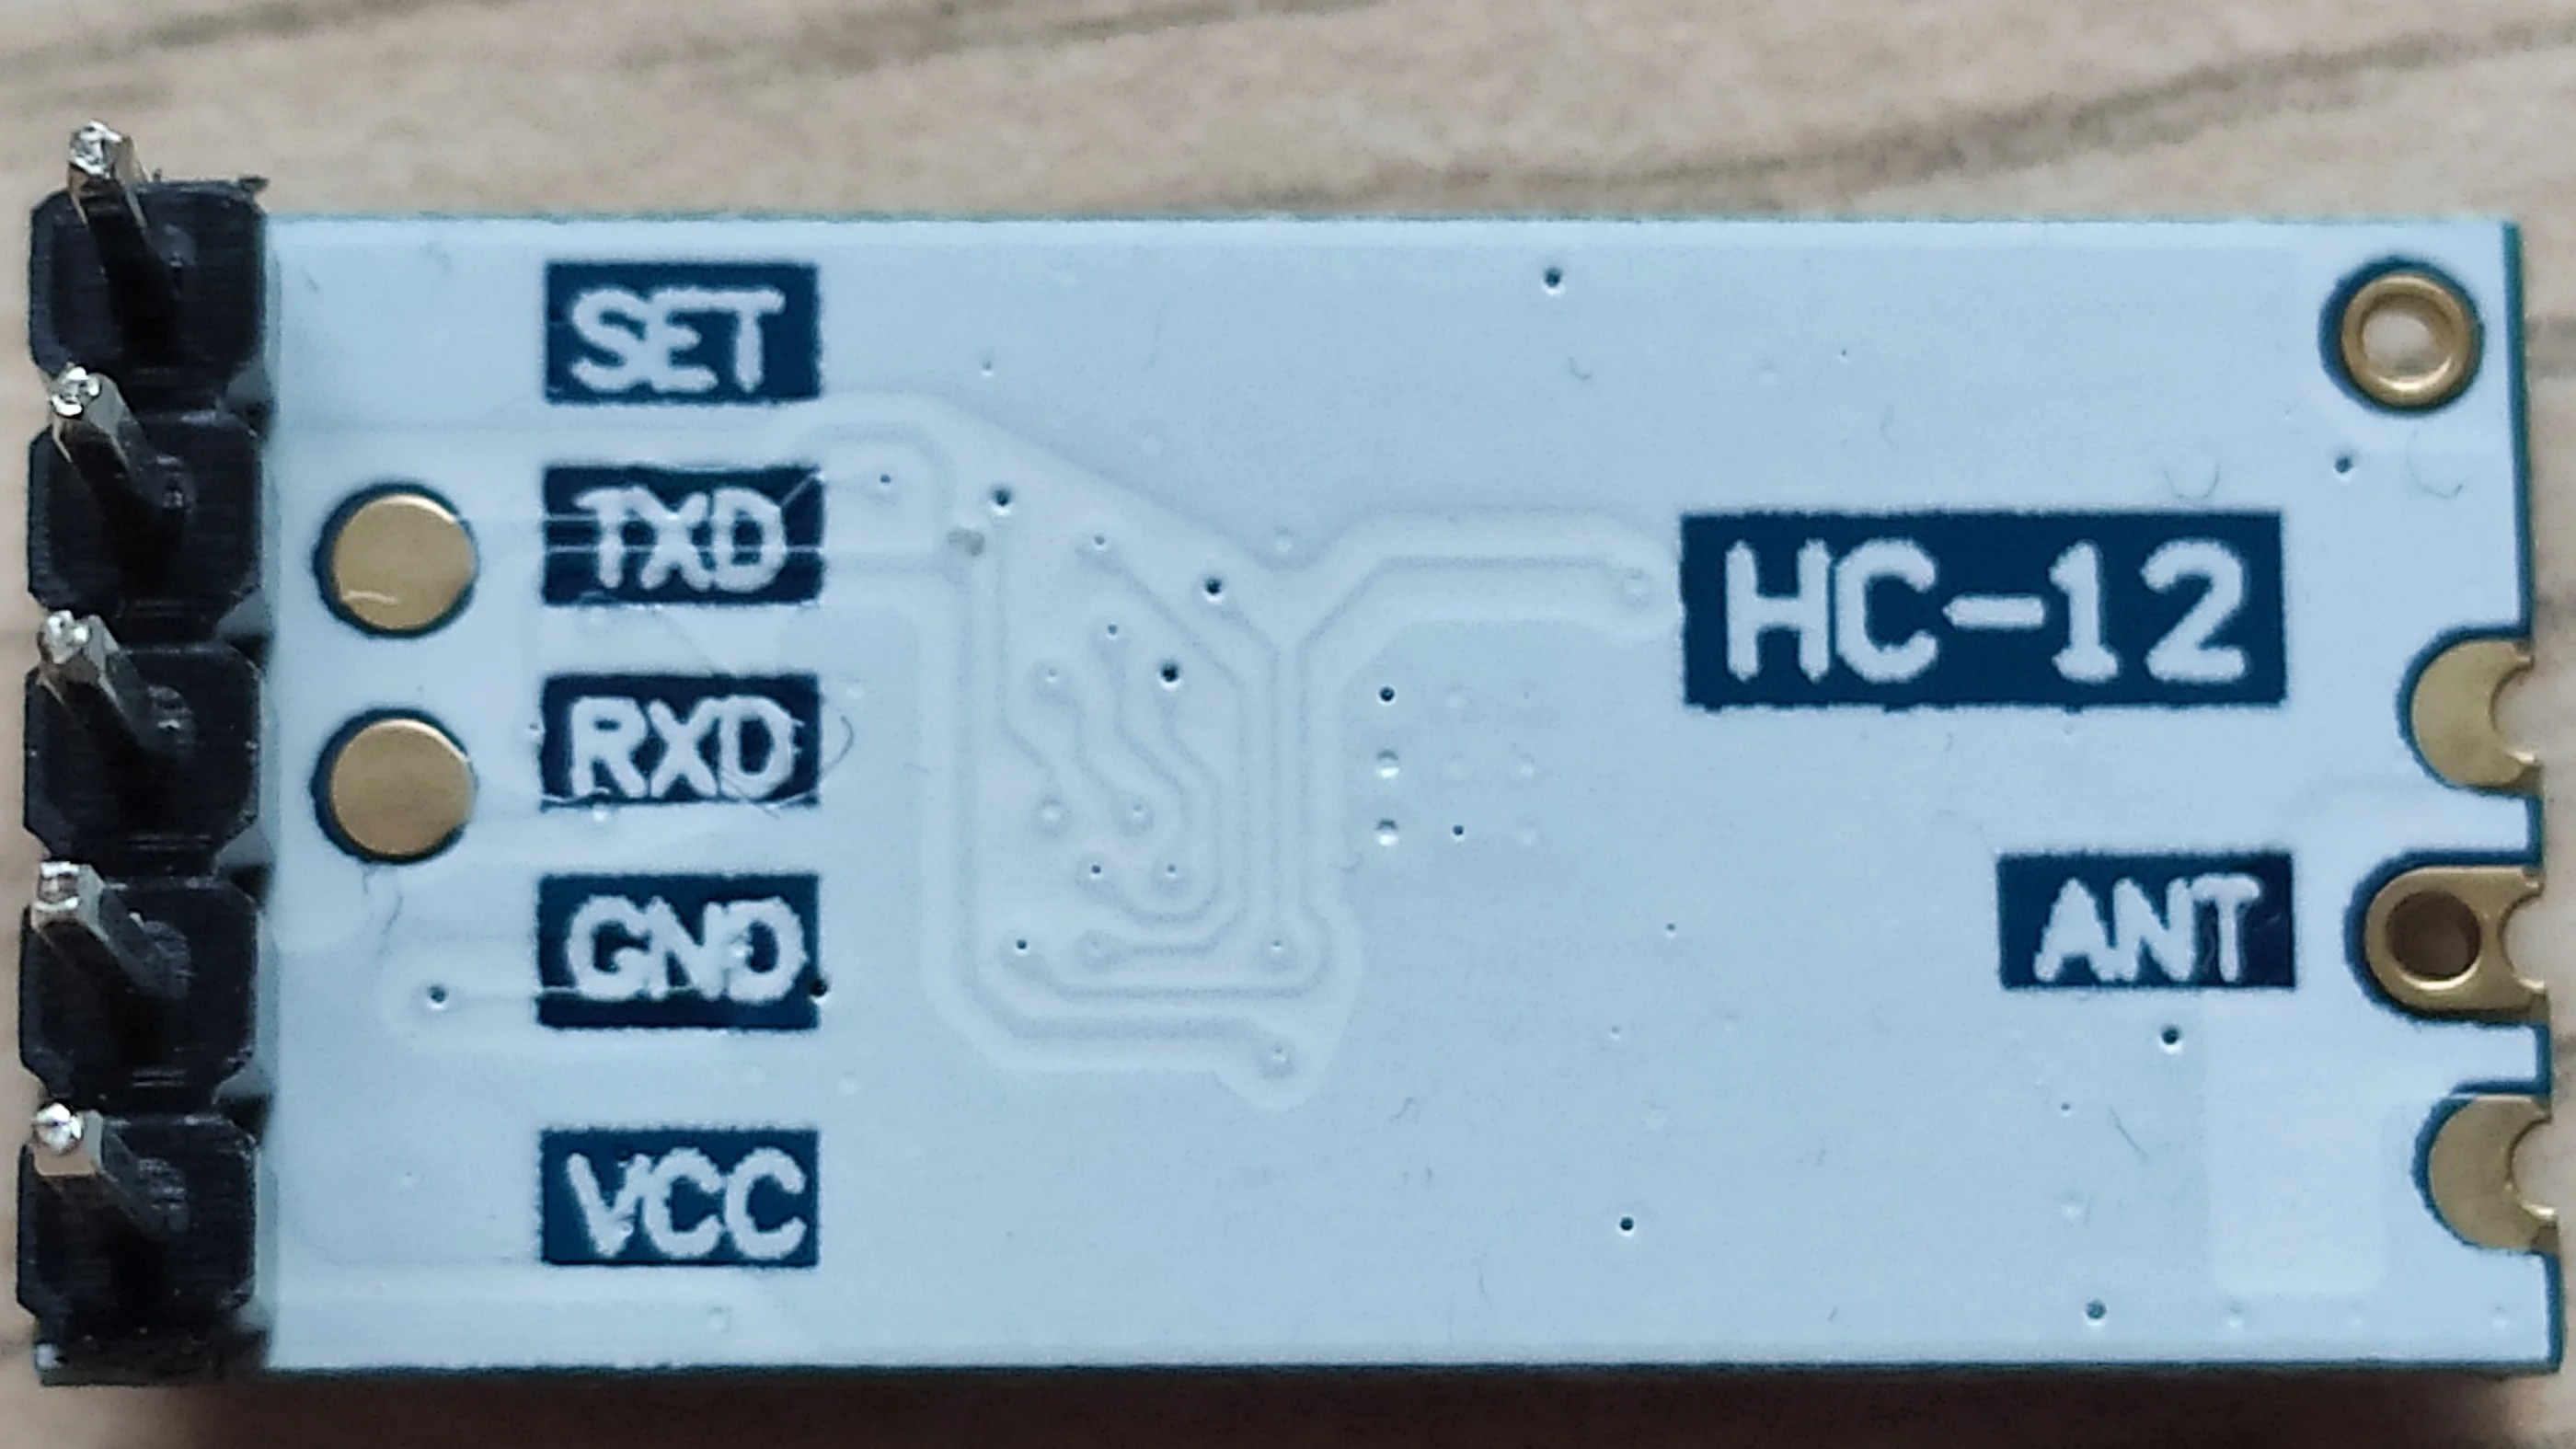 SET
TXD
RXD
GND
VCC
HC-12
ANT